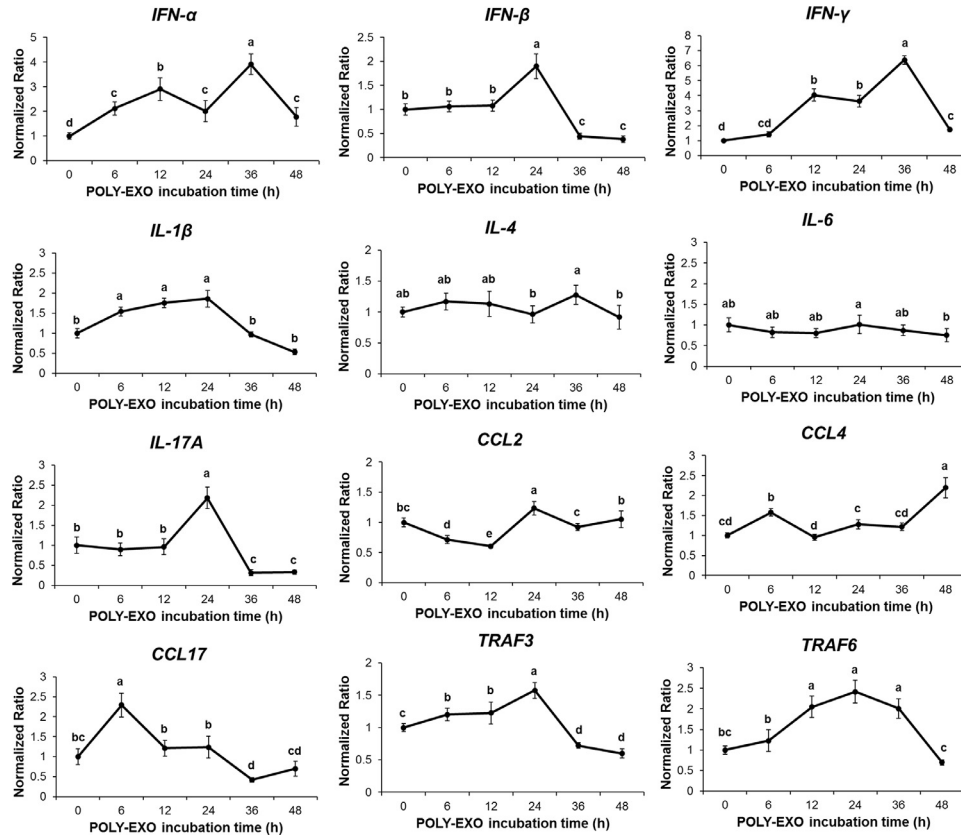 IFN-α
IFN-β
IFN-γ
Normalized Ratio
5
4
3
2
1
0
d
c
c
b
c
a
0
6
12
24
36
48
POLY-EXO incubation time (h)
Normalized Ratio
2.5
2
1.5
1
0.5
0
b
b
b
a
c
c
0
6
12
24
36
48
POLY-EXO incubation time (h)
Normalized Ratio
8
7
6
5
4
2
1
0
d
cd
b
b
a
c
0
6
12
24
36
48
POLY-EXO incubation time (h)
IL-1β
IL-4
IL-6
Normalized Ratio
3
2.5
2
1.5
1
0.5
0
b
a
a
a
b
b
0
6
12
24
36
48
POLY-EXO incubation time (h)
Normalized Ratio
2
1.5
1
0.5
0
ab
ab
ab
b
a
b
0
6
12
24
36
48
POLY-EXO incubation time (h)
Normalized Ratio
3
2.5
2
1.5
1
0.5
0
ab
ab
ab
a
ab
b
0
6
12
24
36
48
POLY-EXO incubation time (h)
IL-17A
CCL2
CCL4
Normalized Ratio
3
2.5
2
1.5
1
0.5
0
b
b
b
a
c
c
0
6
12
24
36
48
POLY-EXO incubation time (h)
Normalized Ratio
2
1.5
1
0.5
0
bc
d
e
a
c
b
0
6
12
24
36
48
POLY-EXO incubation time (h)
Normalized Ratio
3
2.5
2
1.5
1
0.5
0
cd
b
d
c
cd
a
0
6
12
24
36
48
POLY-EXO incubation time (h)
CCL17
TRAF3
TRAF6
Normalized Ratio
3
2.5
2
1.5
1
0.5
0
bc
a
b
b
d
cd
0
6
12
24
36
48
POLY-EXO incubation time (h)
Normalized Ratio
2
1.5
1
0.5
0
c
b
b
a
d
d
0
6
12
24
36
48
POLY-EXO incubation time (h)
Normalized Ratio
3
2.5
2
1.5
1
0.5
0
bc
b
a
a
a
c
0
6
12
24
36
48
POLY-EXO incubation time (h)